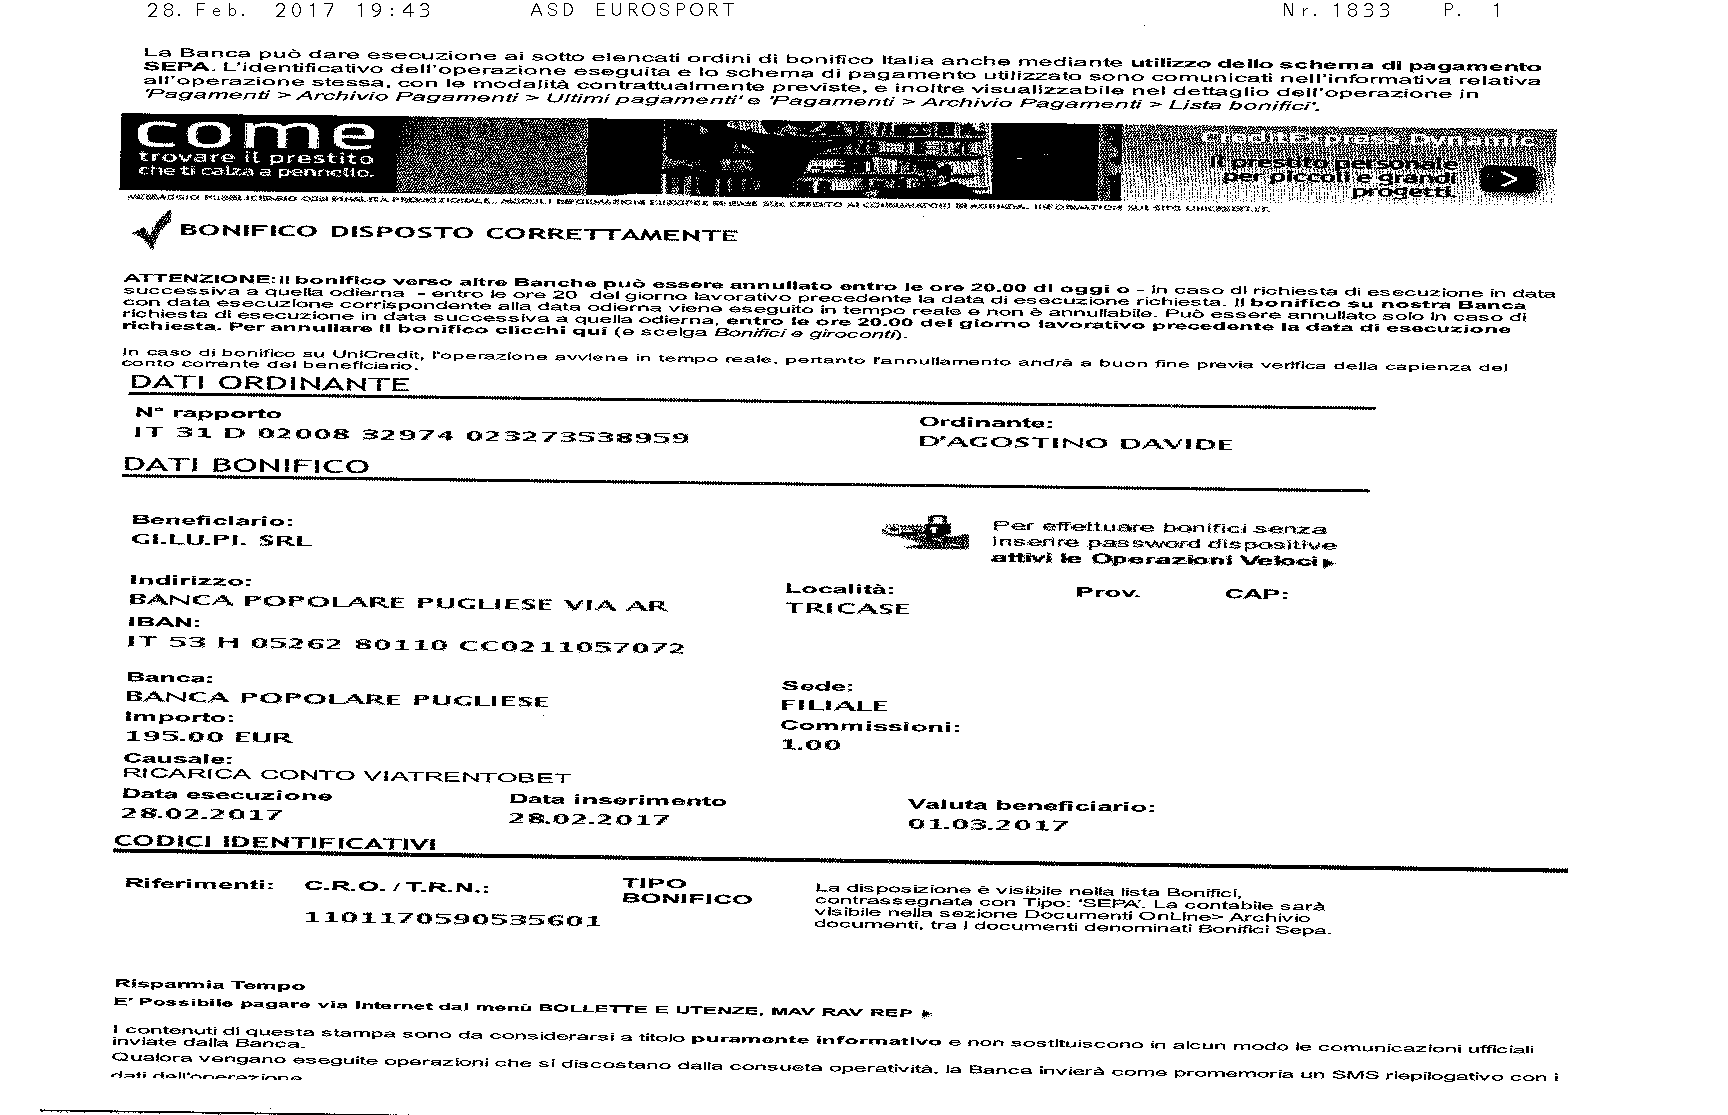 28. Feb. 2017 19:43 ASD EUROSPORT Nr. 1833 P. 1
La Banca può dare esecuzione ai sotto elencati ordini di bonifico Italia anche mediante utilizzo dello schema di pagamento
SEPA. L'identificativo dell'operazione eseguita e lo schema di pagamento utilizzato sono comunicati nell'informativa relativa
all'operazione stessa, con le modalità contrattualmente previste, e inoltre visualizzabile nel dettaglio dell'operazione in
'Pagamenti > Archivio Pagamenti > Ultimi pagamenti' e 'Pagamenti > Archivio Pagamenti > Lista bonifici'.
come
trovare il prestito
che ti calza a pennello.
CreditExpress Dynamic
Il prestito personale
per piccoli e grandi
progetti.
BONIFICO DISPOSTO CORRETTAMENTE
ATTENZIONE: Il bonifico verso altre Banche può essere annullato entro le ore 20.00 di oggi o - in caso di richiesta di esecuzione in data
successiva a quella odierna - entro le ore 20 del giorno lavorativo precedente la data di esecuzione richiesta. Il bonifico su nostra Banca
con data esecuzione corrispondente alla data odierna viene eseguito in tempo reale e non è annullabile. Può essere annullato solo in caso di
richiesta di esecuzione in data successiva a quella odierna, entro le ore 20.00 del giorno lavorativo precedente la data di esecuzione
richiesta. Per annullare il bonifico clicchi qui (e scelga Bonifici e giroconti).
In caso di bonifico su UniCredit, l'operazione avviene in tempo reale, pertanto l'annullamento andrà a buon fine previa verifica della capienza del
conto corrente del beneficiario.
DATI ORDINANTE
N° rapporto Ordinante:
IT 31 D 02008 32974 023273538959 D'AGOSTINO DAVIDE
DATI BONIFICO
Beneficiario:
GI.LU.PI. SRL
Per effettuare bonifici senza
inserire password dispositive
attivi le Operazioni Veloci
Indirizzo: Località: Prov. CAP:
BANCA POPOLARE PUGLIESE VIA AR TRICASE
IBAN:
IT 53 H 05262 80110 CC0211057072
Banca: Sede:
BANCA POPOLARE PUGLIESE FILIALE
Importo: Commissioni:
195.00 EUR 1.00
Causale:
RICARICA CONTO VIATRENTOBET
Data esecuzione Data inserimento Valuta beneficiario:
28.02.2017 28.02.2017 01.03.2017
CODICI IDENTIFICATIVI
Riferimenti: C.R.O. / T.R.N.: TIPO
BONIFICO
1101170590535601
La disposizione è visibile nella lista Bonifici,
contrassegnata con Tipo: 'SEPA'. La contabile sarà
visibile nella sezione Documenti OnLine> Archivio
documenti, tra i documenti denominati Bonifici Sepa.
Risparmia Tempo
E' Possibile pagare via Internet dal menù BOLLETTE E UTENZE, MAV RAV REP
I contenuti di questa stampa sono da considerarsi a titolo puramente informativo e non sostituiscono in alcun modo le comunicazioni ufficiali
inviate dalla Banca.
Qualora vengano eseguite operazioni che si discostano dalla consueta operatività, la Banca invierà come promemoria un SMS riepilogativo con i
dati dell'operazione